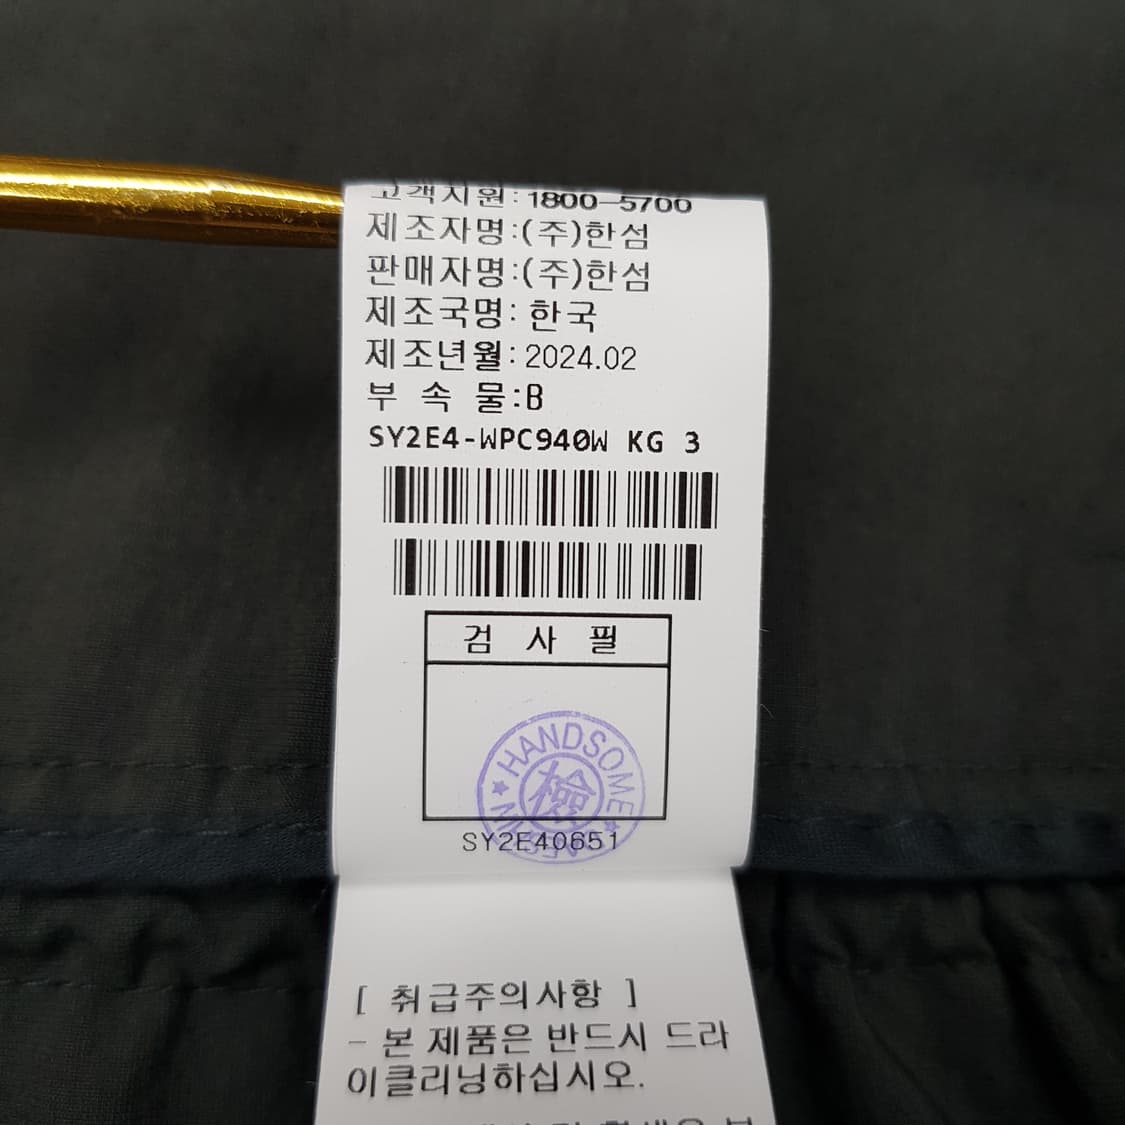 고객지원:1800-5700
제조자명:(주)한섬
판매자명:(주)한섬
제조국명: 한국
제조년월: 2024.02
부 속 물:B
SY2E4-WPC940W KG 3
검 사 필
HANDSOME
檢
SY2E40651
[ 취급주의사항 ]
- 본 제품은 반드시 드라
이클리닝하십시오.